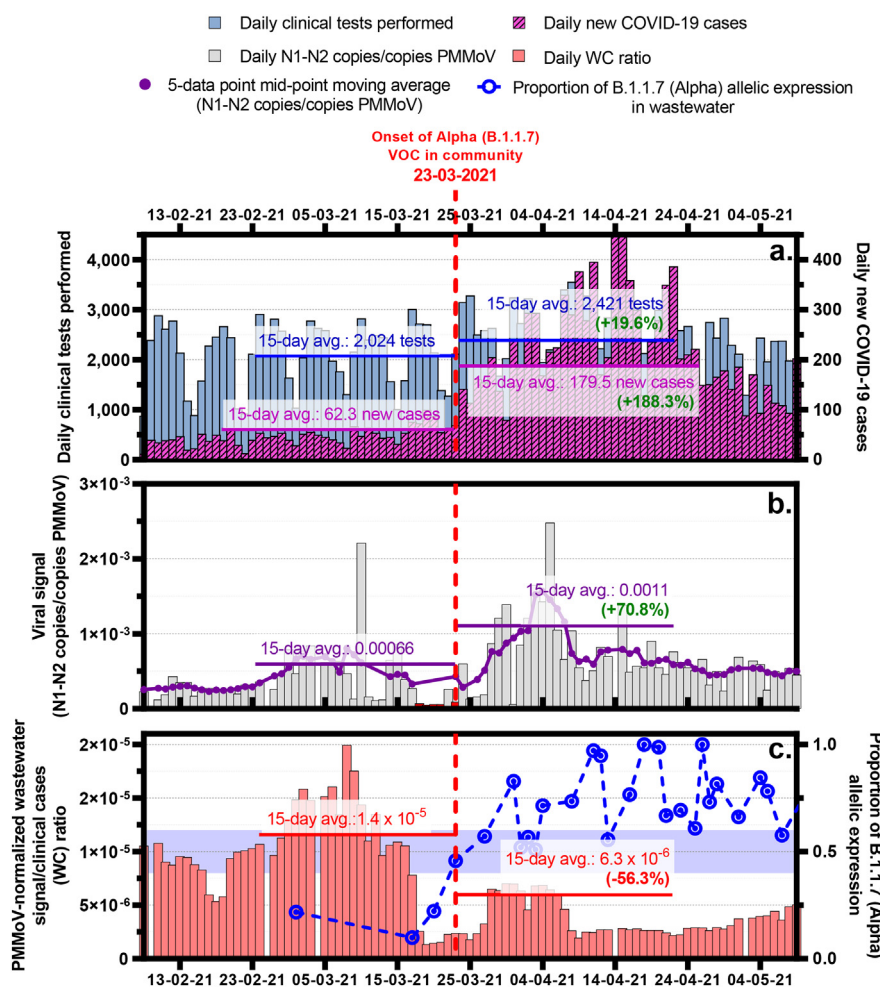 Daily clinical tests performed
Daily new COVID-19 cases
Daily N1-N2 copies/copies PMMoV
Daily WC ratio
5-data point mid-point moving average
(N1-N2 copies/copies PMMoV)
Proportion of B.1.1.7 (Alpha) allelic expression
in wastewater
Onset of Alpha (B.1.1.7)
VOC in community
23-03-2021
13-02-21 23-02-21 05-03-21 15-03-21 25-03-21 04-04-21 14-04-21 24-04-21 04-05-21
a.
Daily clinical tests performed
4,000
3,000
2,000
1,000
0
15-day avg.: 2,024 tests
15-day avg.: 62.3 new cases
15-day avg.: 2,421 tests
(+19.6%)
15-day avg.: 179.5 new cases
(+188.3%)
400
300
200
100
0
Daily new COVID-19
cases
b.
Viral signal
(N1-N2 copies/copies PMMoV)
3×10⁻³
2×10⁻³
1×10⁻³
0
15-day avg.: 0.00066
15-day avg.: 0.0011
(+70.8%)
c.
PMMoV-normalized wastewater
signal/clinical cases
(WC) ratio
2×10⁻⁵
2×10⁻⁵
1×10⁻⁵
5×10⁻⁶
0
15-day avg.:1.4 x 10⁻⁵
15-day avg.: 6.3 x 10⁻⁶
(-56.3%)
1.0
0.5
0.0
Proportion of B.1.1.7 (Alpha)
allelic expression
13-02-21 23-02-21 05-03-21 15-03-21 25-03-21 04-04-21 14-04-21 24-04-21 04-05-21